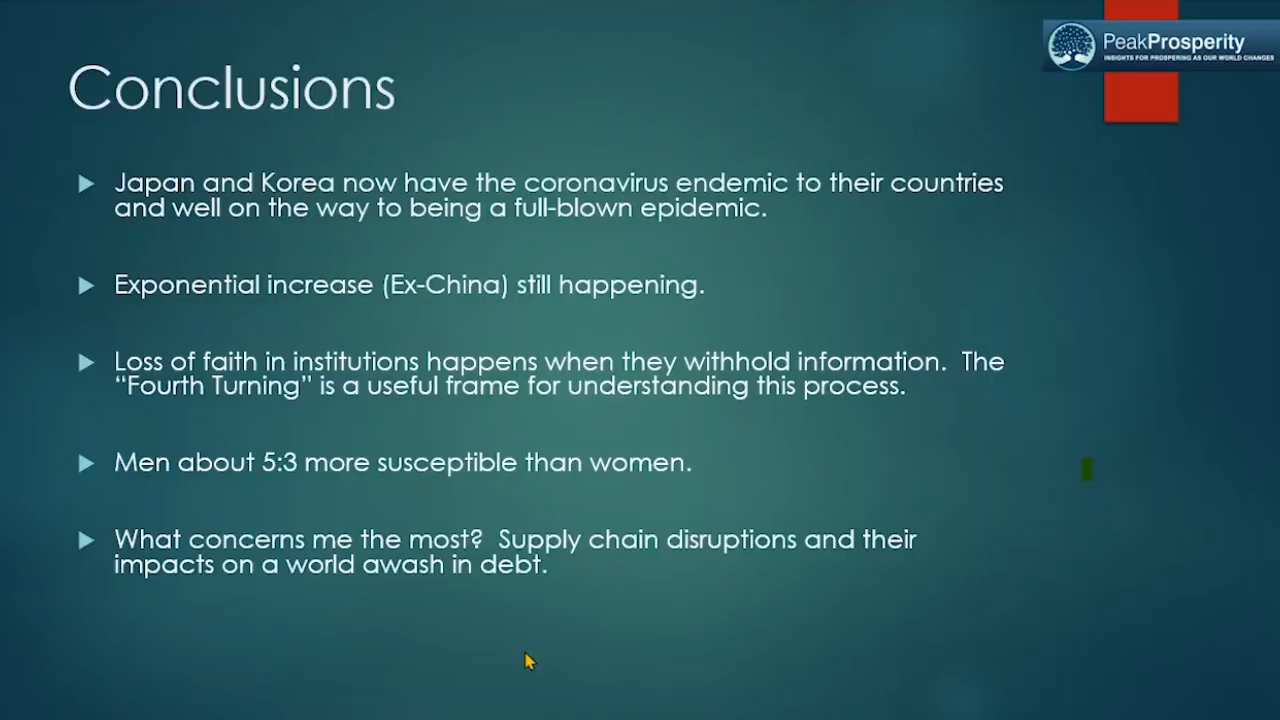 PeakProsperity
INSIGHTS FOR PROSPERING AS OUR WORLD CHANGES
Conclusions
Japan and Korea now have the coronavirus endemic to their countries
and well on the way to being a full-blown epidemic.
Exponential increase (Ex-China) still happening.
Loss of faith in institutions happens when they withhold information.  The
“Fourth Turning” is a useful frame for understanding this process.
Men about 5:3 more susceptible than women.
What concerns me the most?  Supply chain disruptions and their
impacts on a world awash in debt.